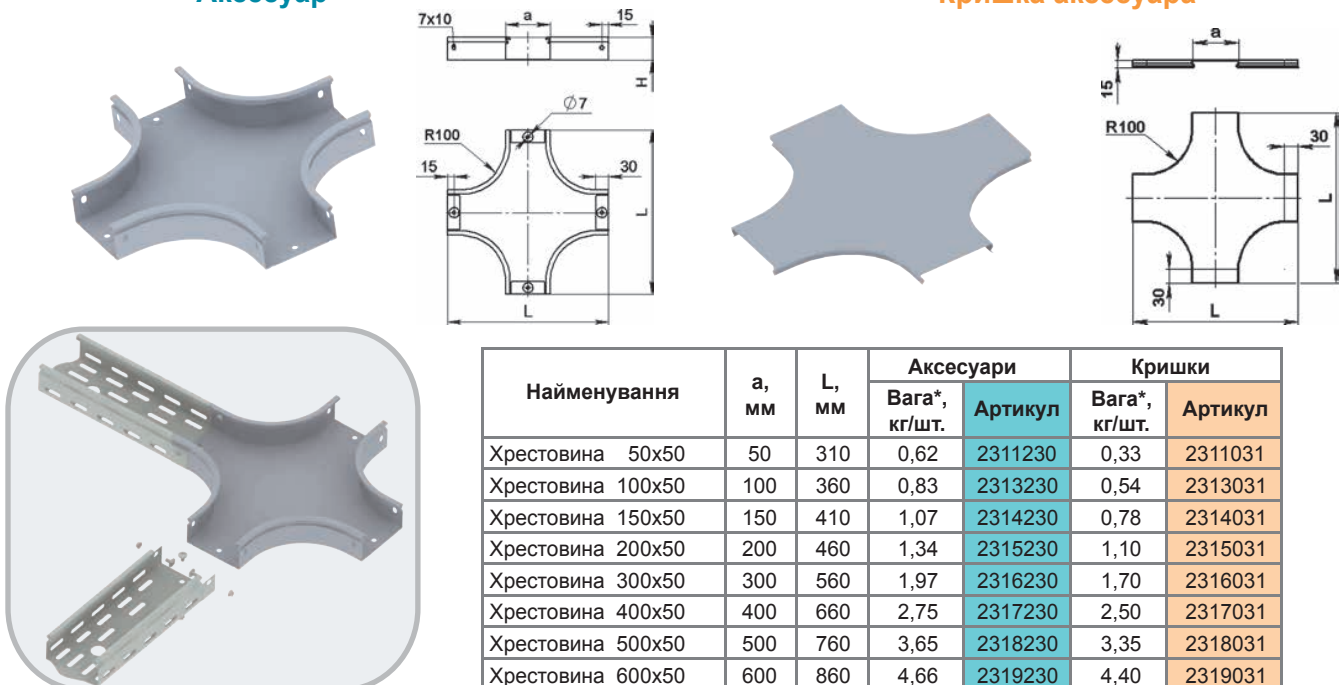 Аксесуар
Кришка аксесуара
7x10
a
15
H
R100
Ø7
15
30
L
L
a
15
R100
30
L
30
L
Найменування
а, мм
L, мм
Аксесуари
Кришки
Вага*, кг/шт.
Артикул
Вага*, кг/шт.
Артикул
Хрестовина 50x50 50 310 0,62 2311230 0,33 2311031
Хрестовина 100x50 100 360 0,83 2313230 0,54 2313031
Хрестовина 150x50 150 410 1,07 2314230 0,78 2314031
Хрестовина 200x50 200 460 1,34 2315230 1,10 2315031
Хрестовина 300x50 300 560 1,97 2316230 1,70 2316031
Хрестовина 400x50 400 660 2,75 2317230 2,50 2317031
Хрестовина 500x50 500 760 3,65 2318230 3,35 2318031
Хрестовина 600x50 600 860 4,66 2319230 4,40 2319031